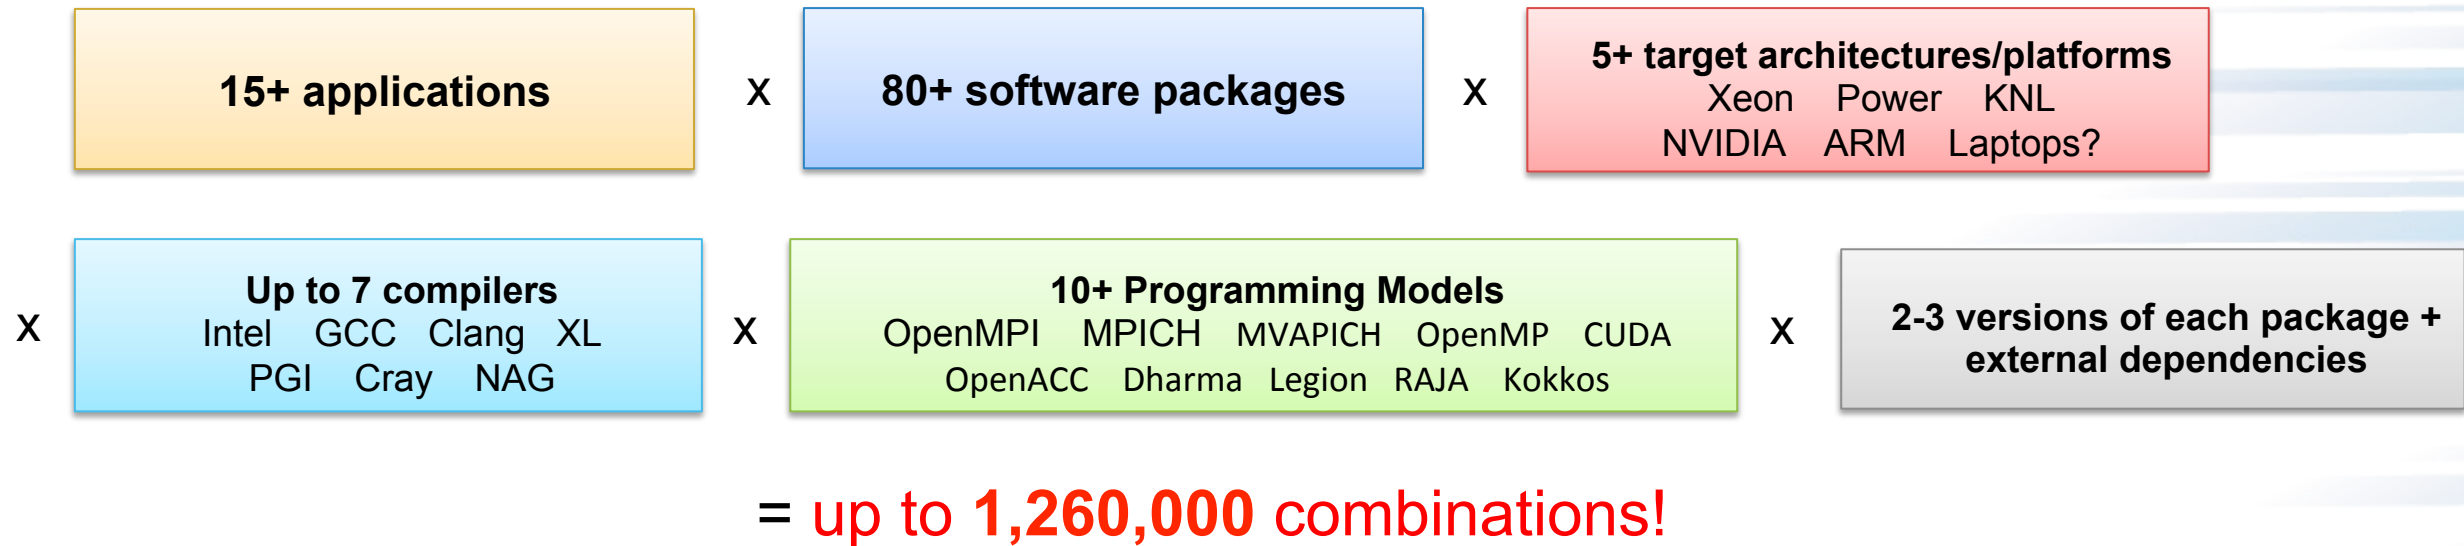 15+ applications
x
80+ software packages
x
5+ target architectures/platforms
Xeon Power KNL
NVIDIA ARM Laptops?
x
Up to 7 compilers
Intel GCC Clang XL
PGI Cray NAG
x
10+ Programming Models
OpenMPI MPICH MVAPICH OpenMP CUDA
OpenACC Dharma Legion RAJA Kokkos
x
2-3 versions of each package +
external dependencies
= up to 1,260,000 combinations!